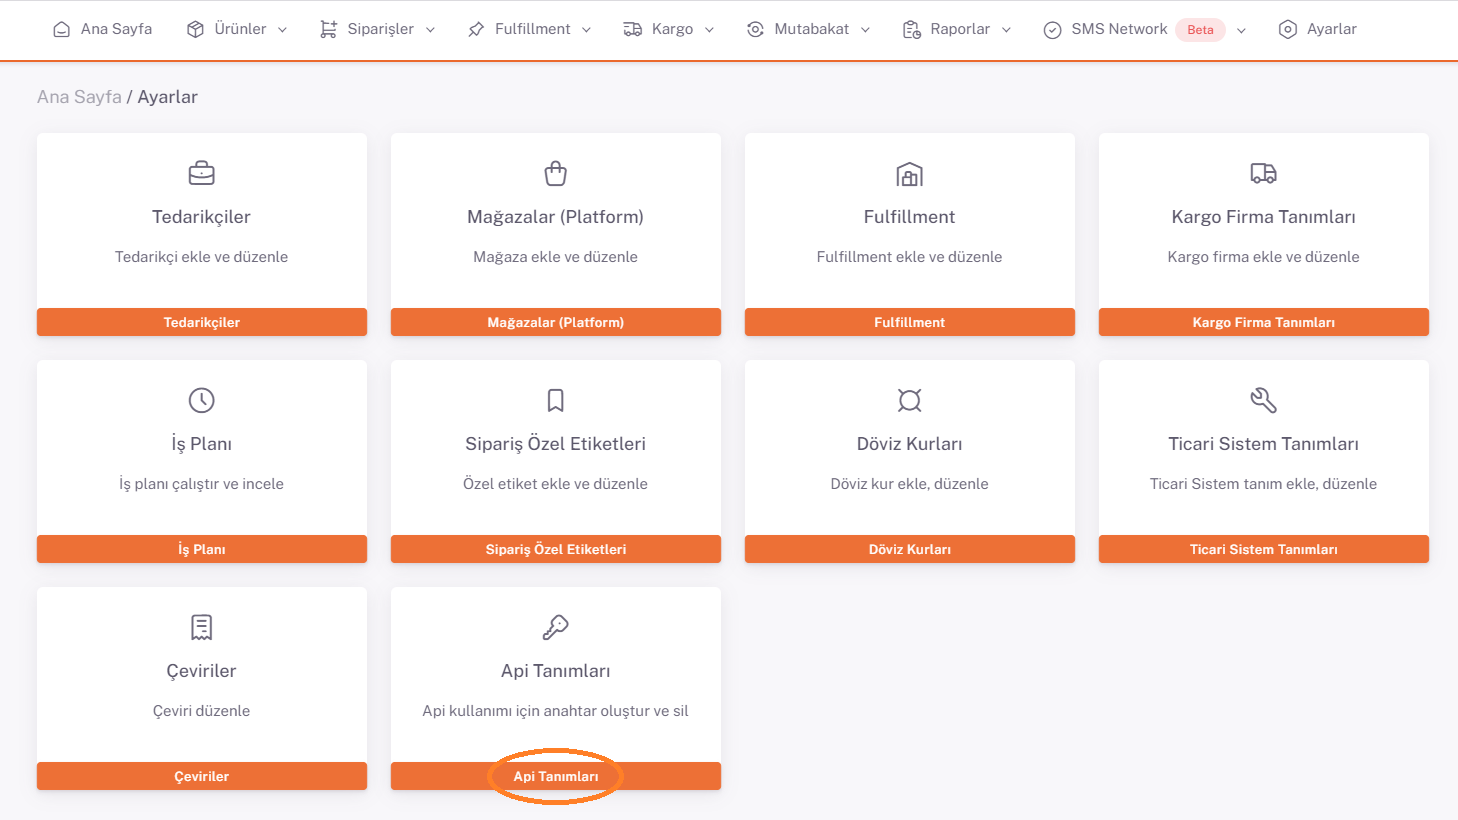 Ana Sayfa Ürünler Siparişler Fulfillment Kargo Mutabakat Raporlar SMS Network Beta Ayarlar
Ana Sayfa / Ayarlar
Tedarikçiler
Tedarikçi ekle ve düzenle
Tedarikçiler
Mağazalar (Platform)
Mağaza ekle ve düzenle
Mağazalar (Platform)
Fulfillment
Fulfillment ekle ve düzenle
Fulfillment
Kargo Firma Tanımları
Kargo firma ekle ve düzenle
Kargo Firma Tanımları
İş Planı
İş planı çalıştır ve incele
İş Planı
Sipariş Özel Etiketleri
Özel etiket ekle ve düzenle
Sipariş Özel Etiketleri
Döviz Kurları
Döviz kur ekle, düzenle
Döviz Kurları
Ticari Sistem Tanımları
Ticari Sistem tanım ekle, düzenle
Ticari Sistem Tanımları
Çeviriler
Çeviri düzenle
Çeviriler
Api Tanımları
Api kullanımı için anahtar oluştur ve sil
Api Tanımları